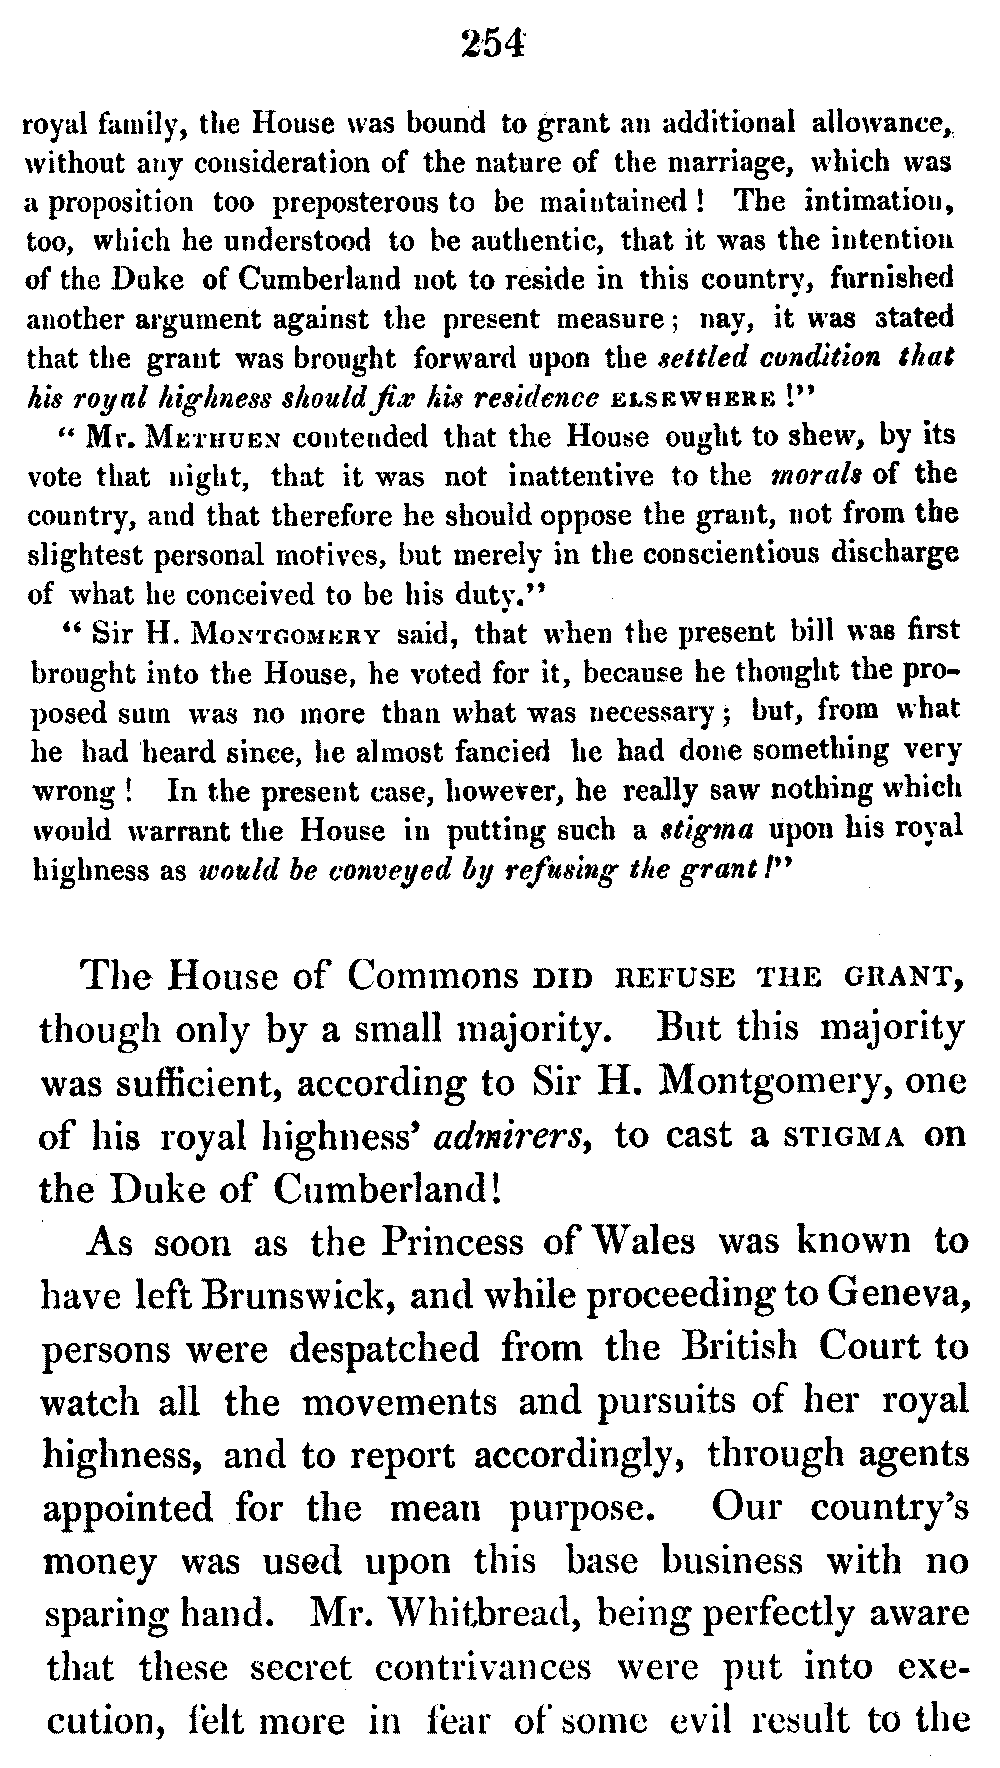 254
royal family, the House was bound to grant an additional allowance,
without any consideration of the nature of the marriage, which was
a proposition too preposterous to be maintained ! The intimation,
too, which he understood to be authentic, that it was the intention
of the Duke of Cumberland not to reside in this country, furnished
another argument against the present measure ; nay, it was stated
that the grant was brought forward upon the settled condition that
his royal highness should fix his residence ELSEWHERE !"
" Mr. METHUEN contended that the House ought to shew, by its
vote that night, that it was not inattentive to the morals of the
country, and that therefore he should oppose the grant, not from the
slightest personal motives, but merely in the conscientious discharge
of what he conceived to be his duty."
" Sir H. MONTGOMERY said, that when the present bill was first
brought into the House, he voted for it, because he thought the pro-
posed sum was no more than what was necessary ; but, from what
he had heard since, he almost fancied he had done something very
wrong ! In the present case, however, he really saw nothing which
would warrant the House in putting such a stigma upon his royal
highness as would be conveyed by refusing the grant !"
The House of Commons DID REFUSE THE GRANT,
though only by a small majority. But this majority
was sufficient, according to Sir H. Montgomery, one
of his royal highness' admirers, to cast a STIGMA on
the Duke of Cumberland!
As soon as the Princess of Wales was known to
have left Brunswick, and while proceeding to Geneva,
persons were despatched from the British Court to
watch all the movements and pursuits of her royal
highness, and to report accordingly, through agents
appointed for the mean purpose. Our country's
money was used upon this base business with no
sparing hand. Mr. Whitbread, being perfectly aware
that these secret contrivances were put into exe-
cution, felt more in fear of some evil result to the